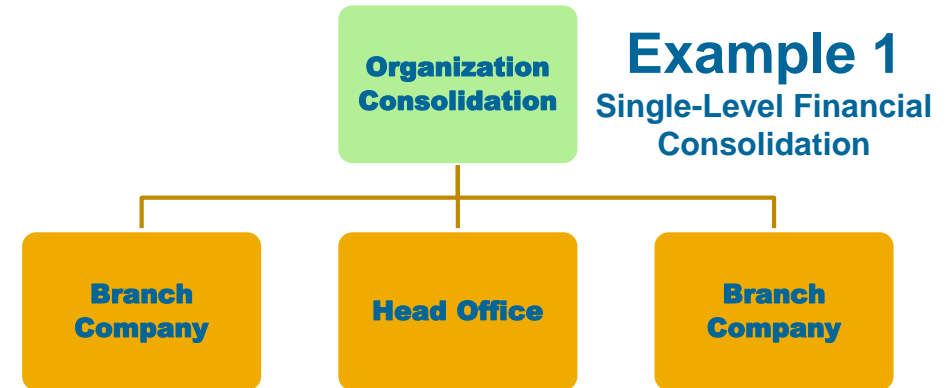 Organization
Consolidation
Example 1
Single-Level Financial
Consolidation
Branch
Company
Head Office
Branch
Company